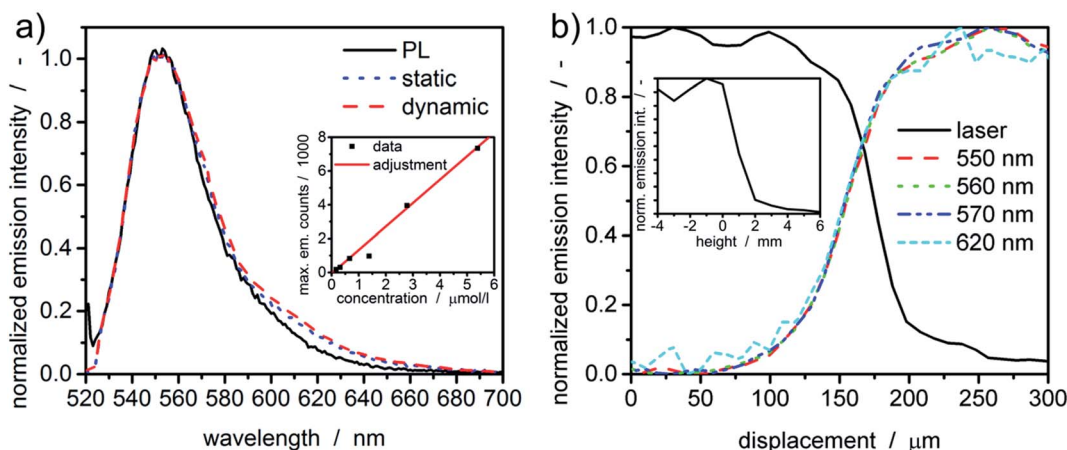 a)
normalized emission intensity / -
1.0
0.8
0.6
0.4
0.2
0.0
520 540 560 580 600 620 640 660 680 700
wavelength / nm
PL
static
dynamic
max. em. counts / 1000
8
6
4
2
0
data
adjustment
0 1 2 3 4 5 6
concentration / μmol/l
b)
normalized emission intensity / -
1.0
0.8
0.6
0.4
0.2
0.0
0 50 100 150 200 250 300
displacement / μm
norm. emission int. / -
-4 -2 0 2 4 6
height / mm
laser
550 nm
560 nm
570 nm
620 nm